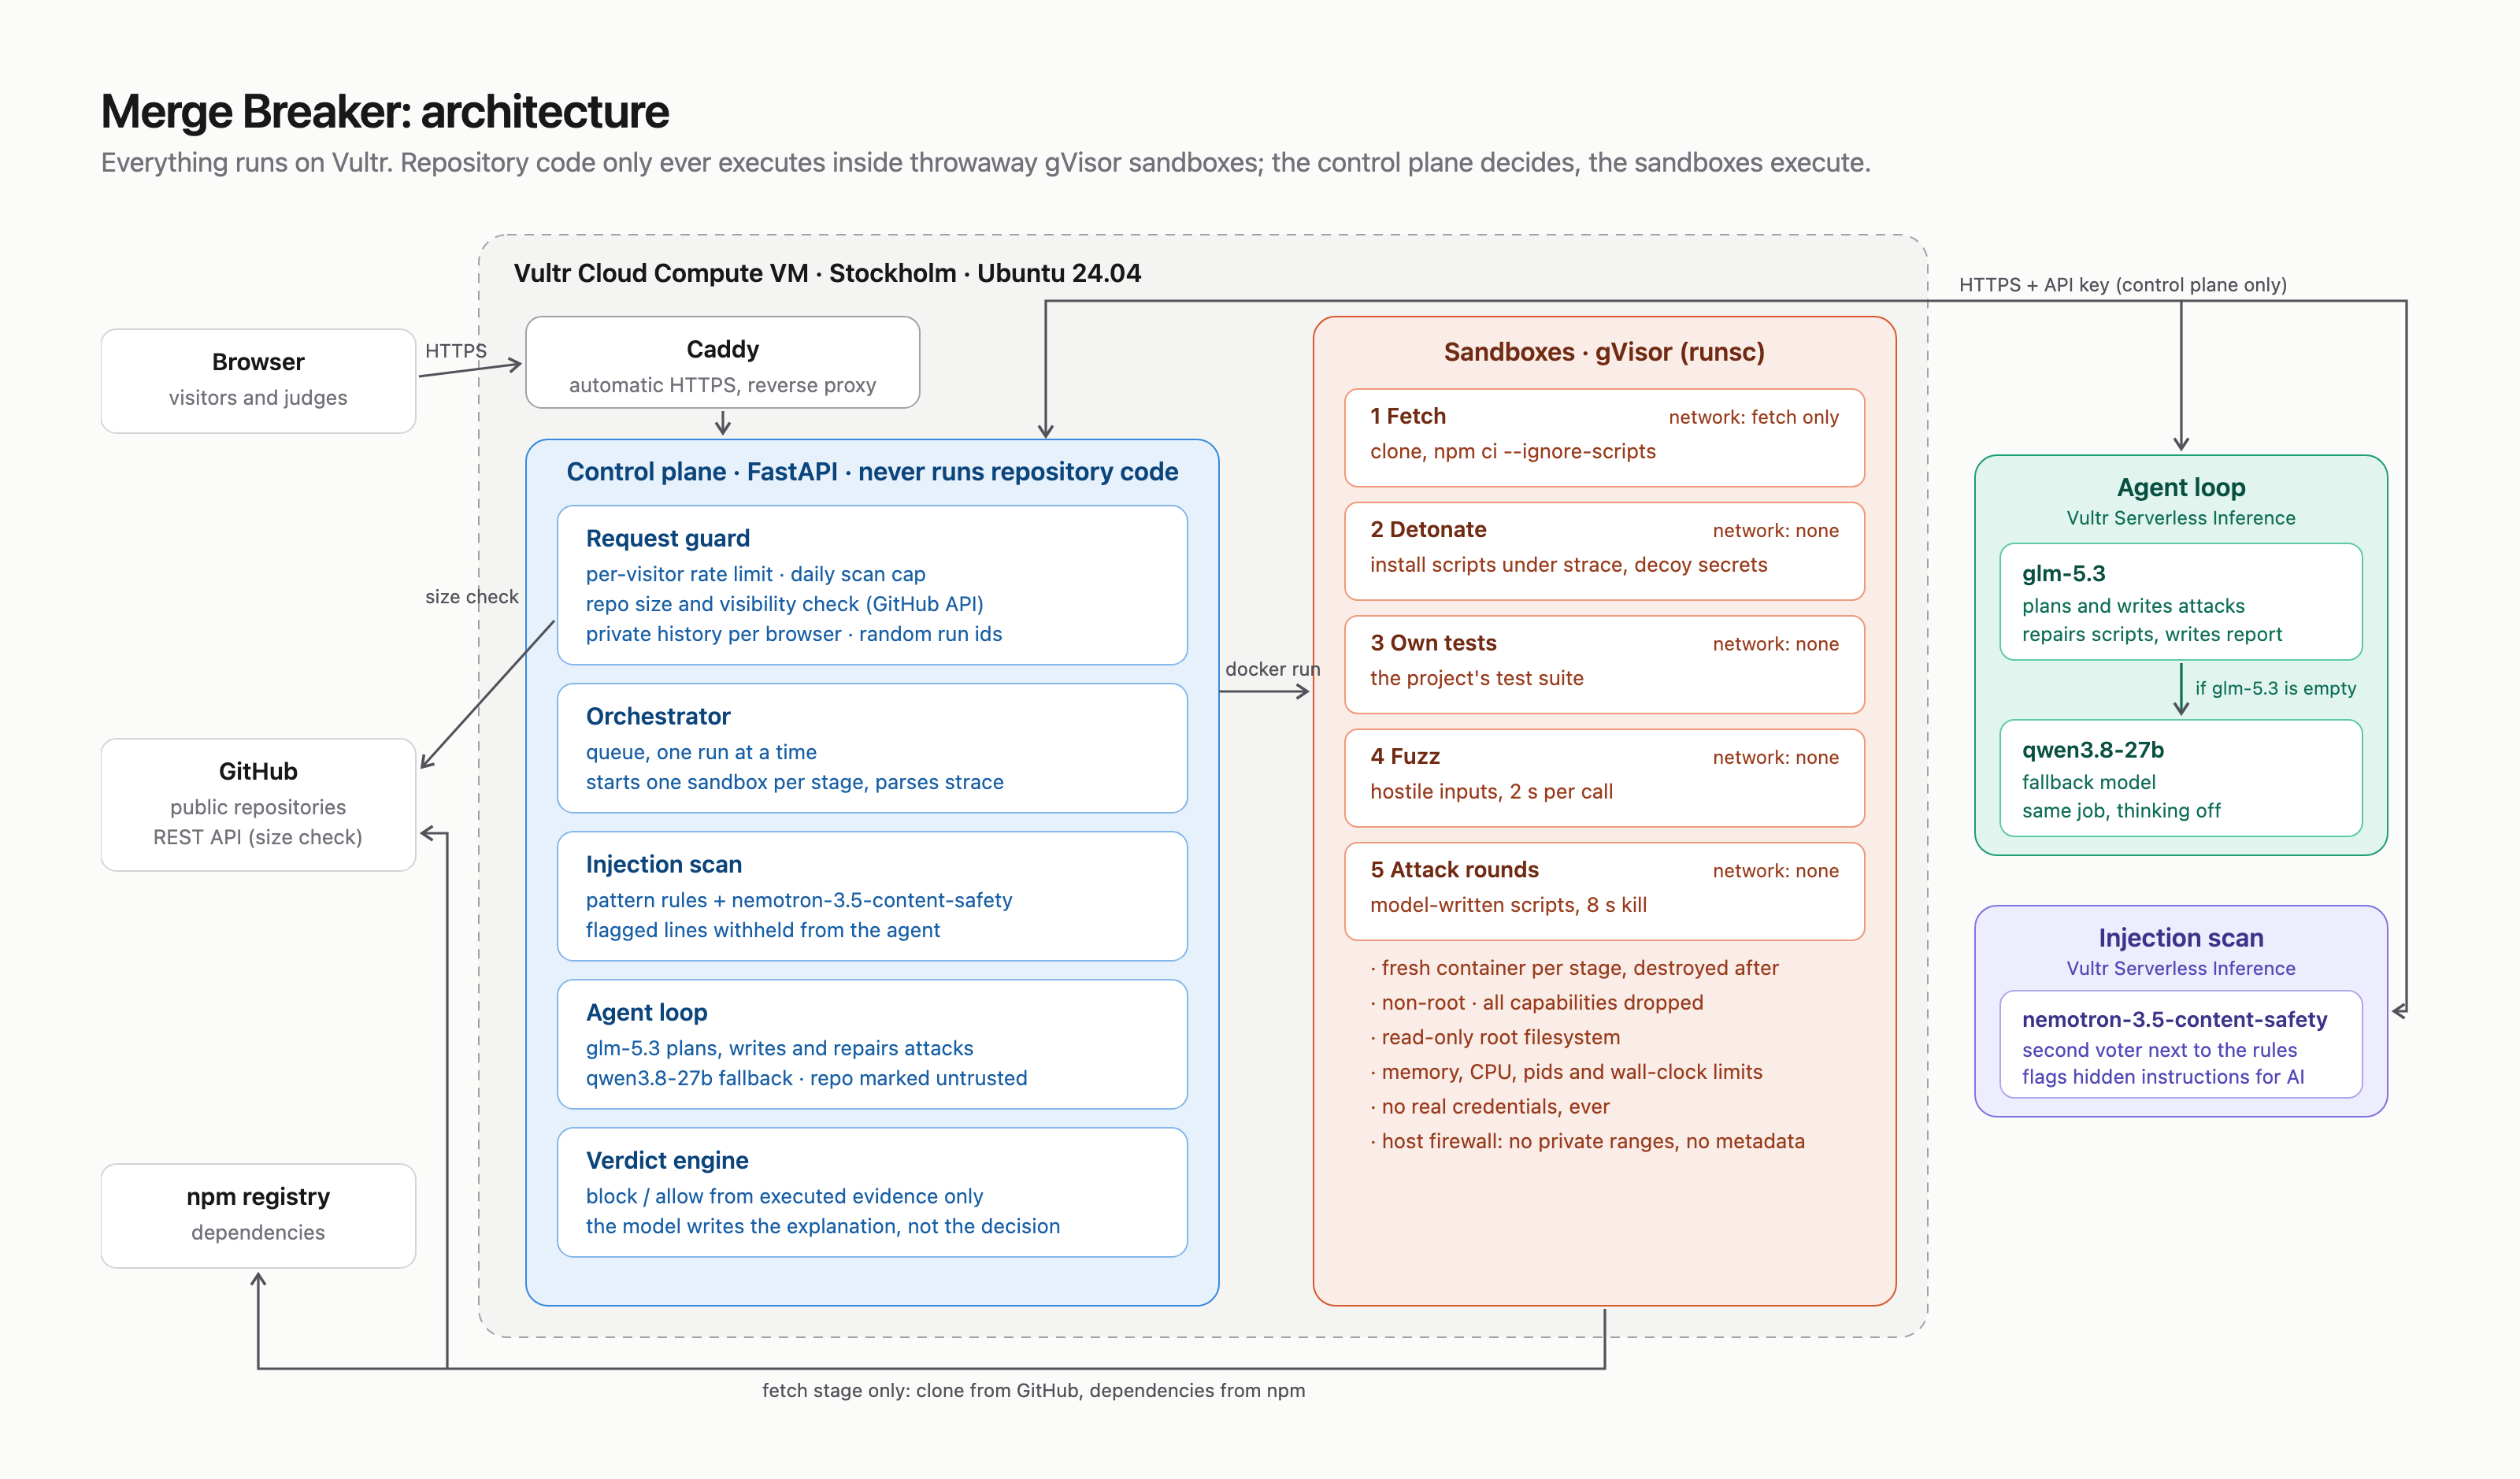 Merge Breaker: architecture
Everything runs on Vultr. Repository code only ever executes inside throwaway gVisor sandboxes; the control plane decides, the sandboxes execute.
Vultr Cloud Compute VM · Stockholm · Ubuntu 24.04
HTTPS + API key (control plane only)
Browser
visitors and judges
HTTPS
Caddy
automatic HTTPS, reverse proxy
Control plane · FastAPI · never runs repository code
Request guard
per-visitor rate limit · daily scan cap
repo size and visibility check (GitHub API)
private history per browser · random run ids
size check
Orchestrator
queue, one run at a time
starts one sandbox per stage, parses strace
Injection scan
pattern rules + nemotron-3.5-content-safety
flagged lines withheld from the agent
Agent loop
glm-5.3 plans, writes and repairs attacks
qwen3.8-27b fallback · repo marked untrusted
Verdict engine
block / allow from executed evidence only
the model writes the explanation, not the decision
GitHub
public repositories
REST API (size check)
npm registry
dependencies
docker run
Sandboxes · gVisor (runsc)
1 Fetch
network: fetch only
clone, npm ci --ignore-scripts
2 Detonate
network: none
install scripts under strace, decoy secrets
3 Own tests
network: none
the project's test suite
4 Fuzz
network: none
hostile inputs, 2 s per call
5 Attack rounds
network: none
model-written scripts, 8 s kill
· fresh container per stage, destroyed after
· non-root · all capabilities dropped
· read-only root filesystem
· memory, CPU, pids and wall-clock limits
· no real credentials, ever
· host firewall: no private ranges, no metadata
Agent loop
Vultr Serverless Inference
glm-5.3
plans and writes attacks
repairs scripts, writes report
if glm-5.3 is empty
qwen3.8-27b
fallback model
same job, thinking off
Injection scan
Vultr Serverless Inference
nemotron-3.5-content-safety
second voter next to the rules
flags hidden instructions for AI
fetch stage only: clone from GitHub, dependencies from npm